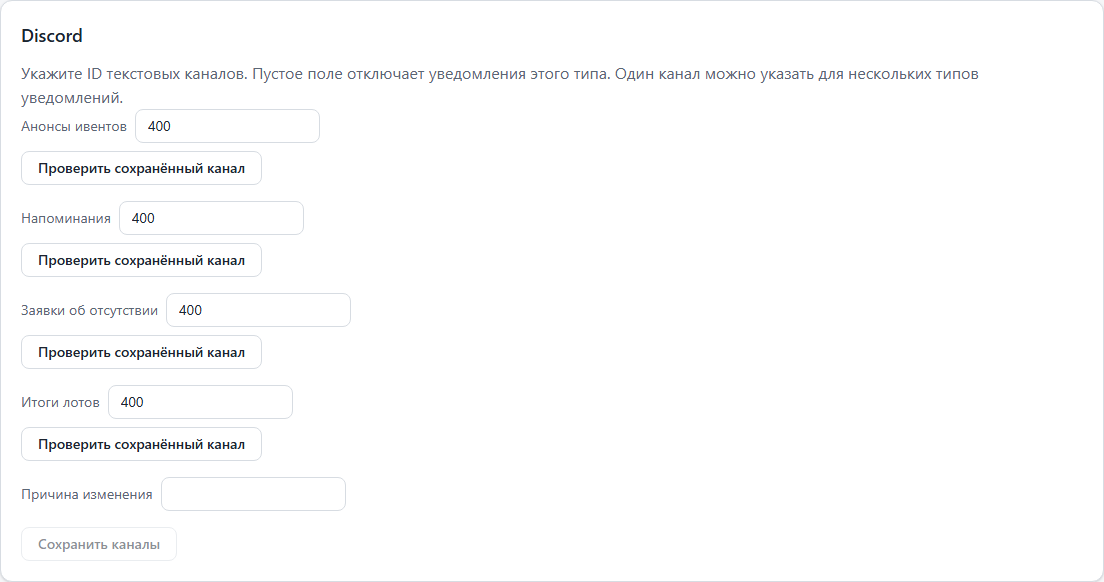 Discord
Укажите ID текстовых каналов. Пустое поле отключает уведомления этого типа. Один канал можно указать для нескольких типов
уведомлений.
Анонсы ивентов 400
Проверить сохранённый канал
Напоминания 400
Проверить сохранённый канал
Заявки об отсутствии 400
Проверить сохранённый канал
Итоги лотов 400
Проверить сохранённый канал
Причина изменения
Сохранить каналы